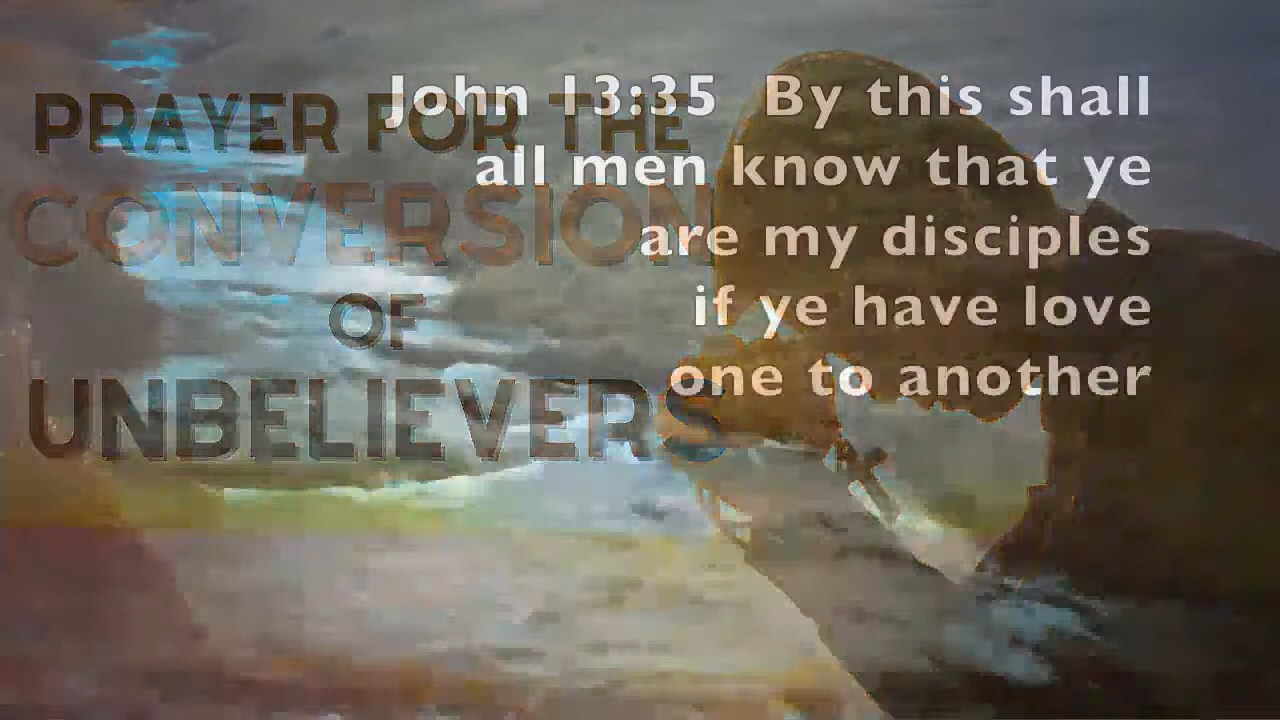 PRAYER FOR THE
CONVERSION
OF
UNBELIEVERS
John 13:35 By this shall
all men know that ye
are my disciples
if ye have love
one to another